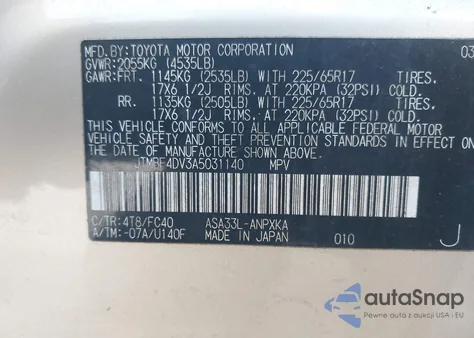 MFD.BY:TOYOTA MOTOR CORPORATION 03
GVWR:2055KG (4535LB)
GAWR:FRT. 1145KG (2535LB) WITH 225/65R17 TIRES,
17X6 1/2J RIMS, AT 220KPA (32PSI) COLD.
RR. 1135KG (2505LB) WITH 225/65R17 TIRES,
17X6 1/2J RIMS, AT 220KPA (32PSI) COLD.
THIS VEHICLE CONFORMS TO ALL APPLICABLE FEDERAL MOTOR
VEHICLE SAFETY AND THEFT PREVENTION STANDARDS IN EFFECT ON
THE DATE OF MANUFACTURE SHOWN ABOVE.
JTMBF4DV3A5031140 MPV
C/TR:4T8/FC40 ASA33L-ANPXKA
A/TM:-07A/U140F MADE IN JAPAN 010 J
autoSnap
Pewne auta z aukcji USA i EU